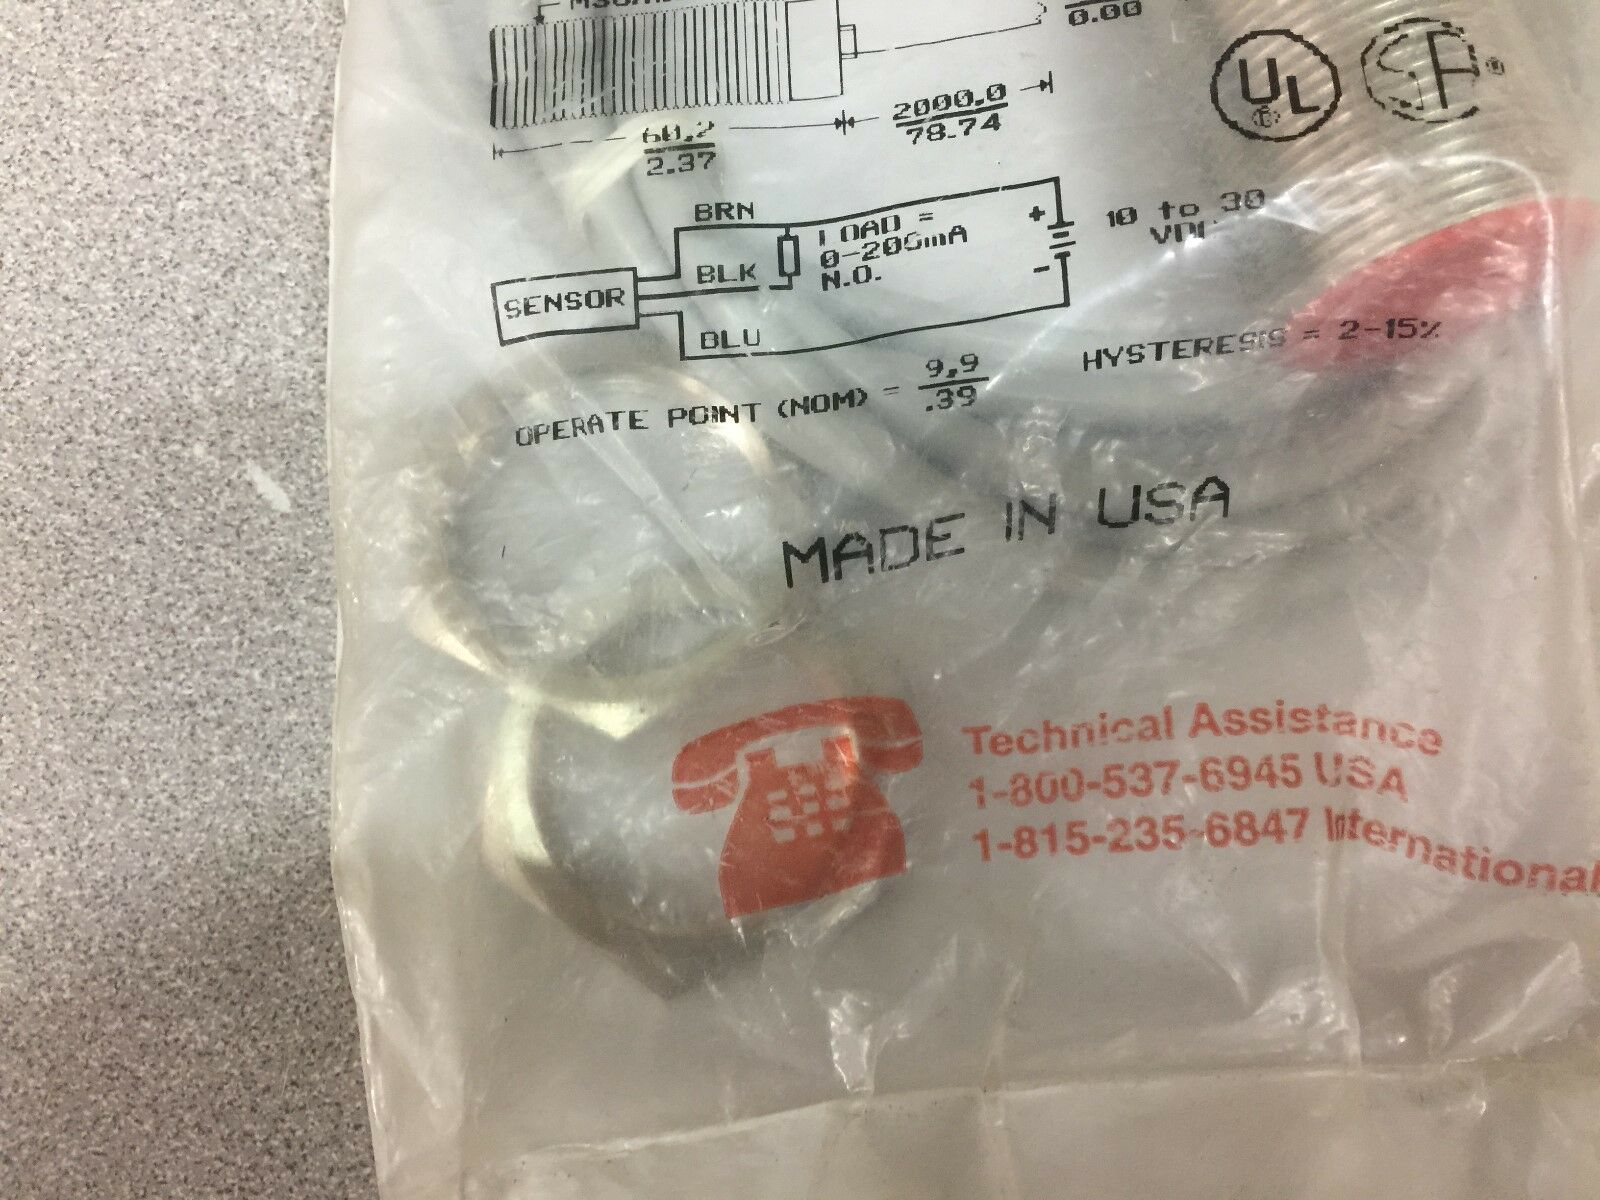 0.00
UL
60.2
2.37
2000.0
78.74
BRN
BLK
BLU
SENSOR
LOAD =
0-200mA
N.O.
+
-
10 to 30
VDC
OPERATE POINT (NOM) = 9.9
.39
HYSTERESIS = 2-15%
MADE IN USA
Technical Assistance
1-800-537-6945 USA
1-815-235-6847 International